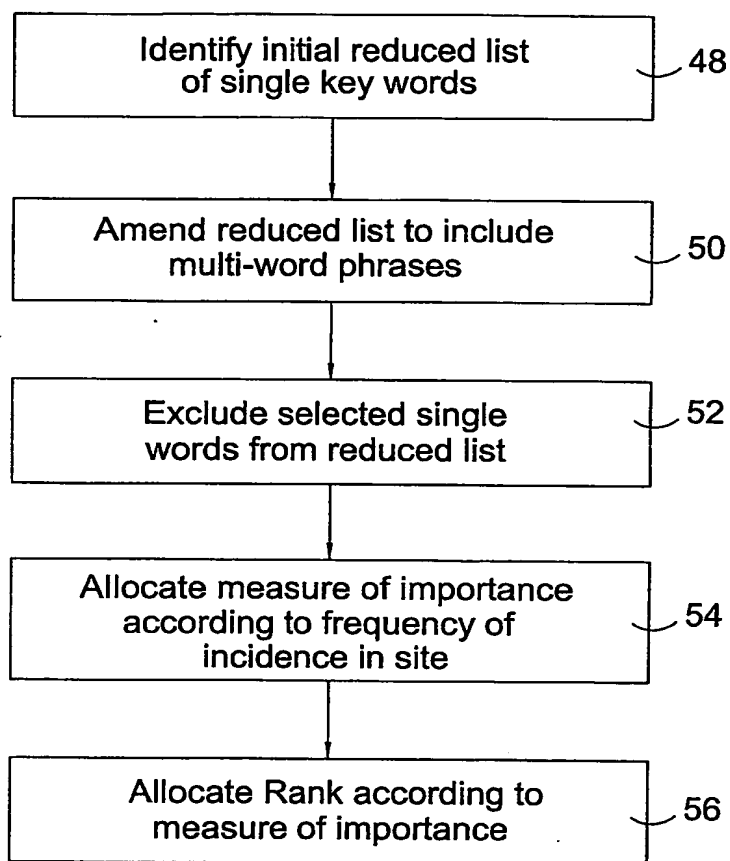 Identify initial reduced list
of single key words
48
Amend reduced list to include
multi-word phrases
50
Exclude selected single
words from reduced list
52
Allocate measure of importance
according to frequency of
incidence in site
54
Allocate Rank according to
measure of importance
56